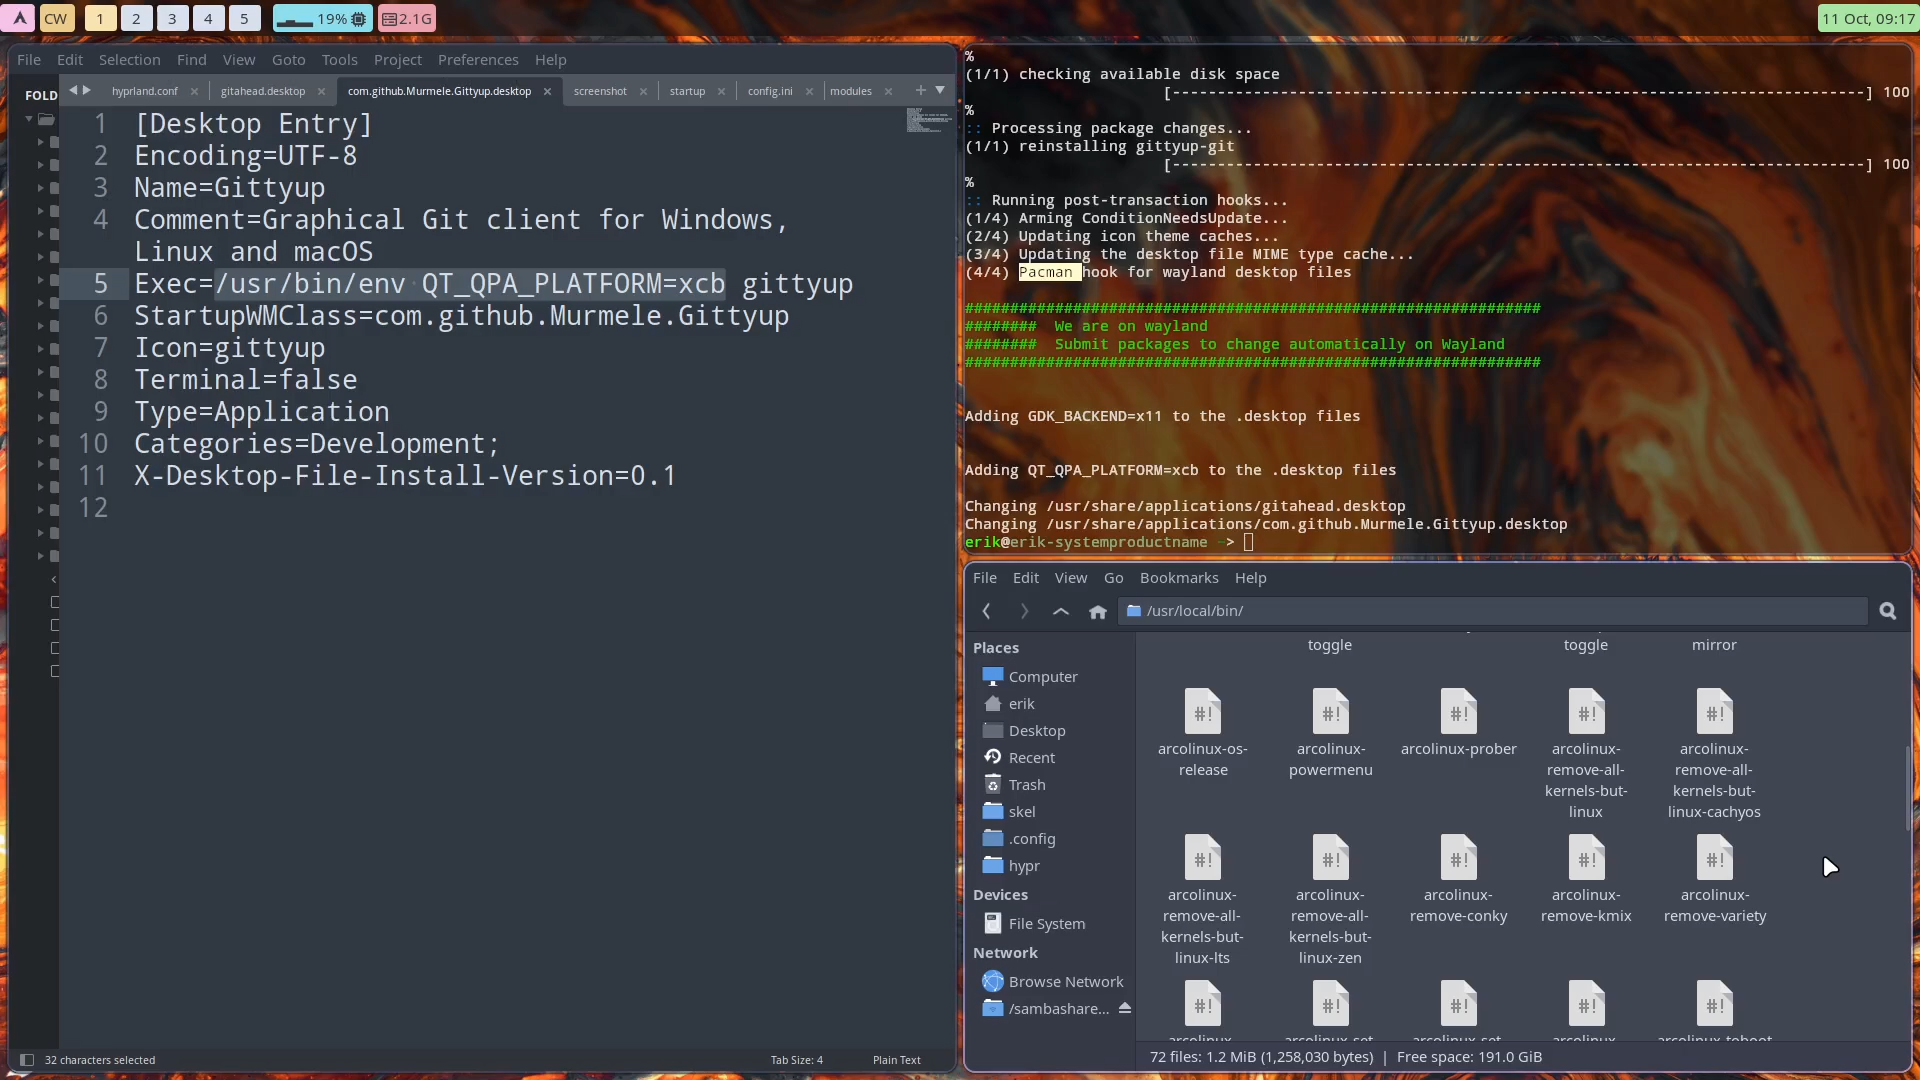 CW 1 2 3 4 5 19% 2.1G 11 Oct, 09:17
File Edit Selection Find View Goto Tools Project Preferences Help
FOLD
hyprland.conf gitahead.desktop com.github.Murmele.Gittyup.desktop screenshot startup config.ini modules
1 [Desktop Entry]
2 Encoding=UTF-8
3 Name=Gittyup
4 Comment=Graphical Git client for Windows,
Linux and macOS
5 Exec=/usr/bin/env QT_QPA_PLATFORM=xcb gittyup
6 StartupWMClass=com.github.Murmele.Gittyup
7 Icon=gittyup
8 Terminal=false
9 Type=Application
10 Categories=Development;
11 X-Desktop-File-Install-Version=0.1
12
32 characters selected Tab Size: 4 Plain Text
%
(1/1) checking available disk space
[------------------------------------------------------------------------------] 100
%
:: Processing package changes...
(1/1) reinstalling gittyup-git
[------------------------------------------------------------------------------] 100
%
:: Running post-transaction hooks...
(1/4) Arming ConditionNeedsUpdate...
(2/4) Updating icon theme caches...
(3/4) Updating the desktop file MIME type cache...
(4/4) Pacman hook for wayland desktop files
################################################################
######## We are on wayland
######## Submit packages to change automatically on Wayland
################################################################
Adding GDK_BACKEND=x11 to the .desktop files
Adding QT_QPA_PLATFORM=xcb to the .desktop files
Changing /usr/share/applications/gitahead.desktop
Changing /usr/share/applications/com.github.Murmele.Gittyup.desktop
erik@erik-systemproductname ~>
File Edit View Go Bookmarks Help
/usr/local/bin/
Places
Computer
erik
Desktop
Recent
Trash
skel
.config
hypr
Devices
File System
Network
Browse Network
/sambashare...
toggle toggle mirror
arcolinux-os-
release
arcolinux-
powermenu
arcolinux-prober
arcolinux-
remove-all-
kernels-but-
linux
arcolinux-
remove-all-
kernels-but-
linux-cachyos
arcolinux-
remove-all-
kernels-but-
linux-lts
arcolinux-
remove-all-
kernels-but-
linux-zen
arcolinux-
remove-conky
arcolinux-
remove-kmix
arcolinux-
remove-variety
72 files: 1.2 MiB (1,258,030 bytes) | Free space: 191.0 GiB